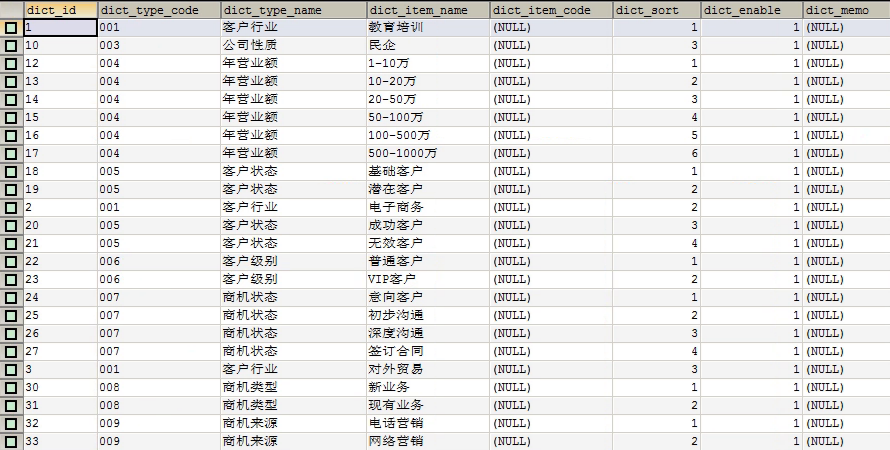 dict_id dict_type_code dict_type_name dict_item_name dict_item_code dict_sort dict_enable dict_memo
1 001 客户行业 教育培训 (NULL) 1 1 (NULL)
10 003 公司性质 民企 (NULL) 3 1 (NULL)
12 004 年营业额 1-10万 (NULL) 1 1 (NULL)
13 004 年营业额 10-20万 (NULL) 2 1 (NULL)
14 004 年营业额 20-50万 (NULL) 3 1 (NULL)
15 004 年营业额 50-100万 (NULL) 4 1 (NULL)
16 004 年营业额 100-500万 (NULL) 5 1 (NULL)
17 004 年营业额 500-1000万 (NULL) 6 1 (NULL)
18 005 客户状态 基础客户 (NULL) 1 1 (NULL)
19 005 客户状态 潜在客户 (NULL) 2 1 (NULL)
2 001 客户行业 电子商务 (NULL) 2 1 (NULL)
20 005 客户状态 成功客户 (NULL) 3 1 (NULL)
21 005 客户状态 无效客户 (NULL) 4 1 (NULL)
22 006 客户级别 普通客户 (NULL) 1 1 (NULL)
23 006 客户级别 VIP客户 (NULL) 2 1 (NULL)
24 007 商机状态 意向客户 (NULL) 1 1 (NULL)
25 007 商机状态 初步沟通 (NULL) 2 1 (NULL)
26 007 商机状态 深度沟通 (NULL) 3 1 (NULL)
27 007 商机状态 签订合同 (NULL) 4 1 (NULL)
3 001 客户行业 对外贸易 (NULL) 3 1 (NULL)
30 008 商机类型 新业务 (NULL) 1 1 (NULL)
31 008 商机类型 现有业务 (NULL) 2 1 (NULL)
32 009 商机来源 电话营销 (NULL) 1 1 (NULL)
33 009 商机来源 网络营销 (NULL) 2 1 (NULL)